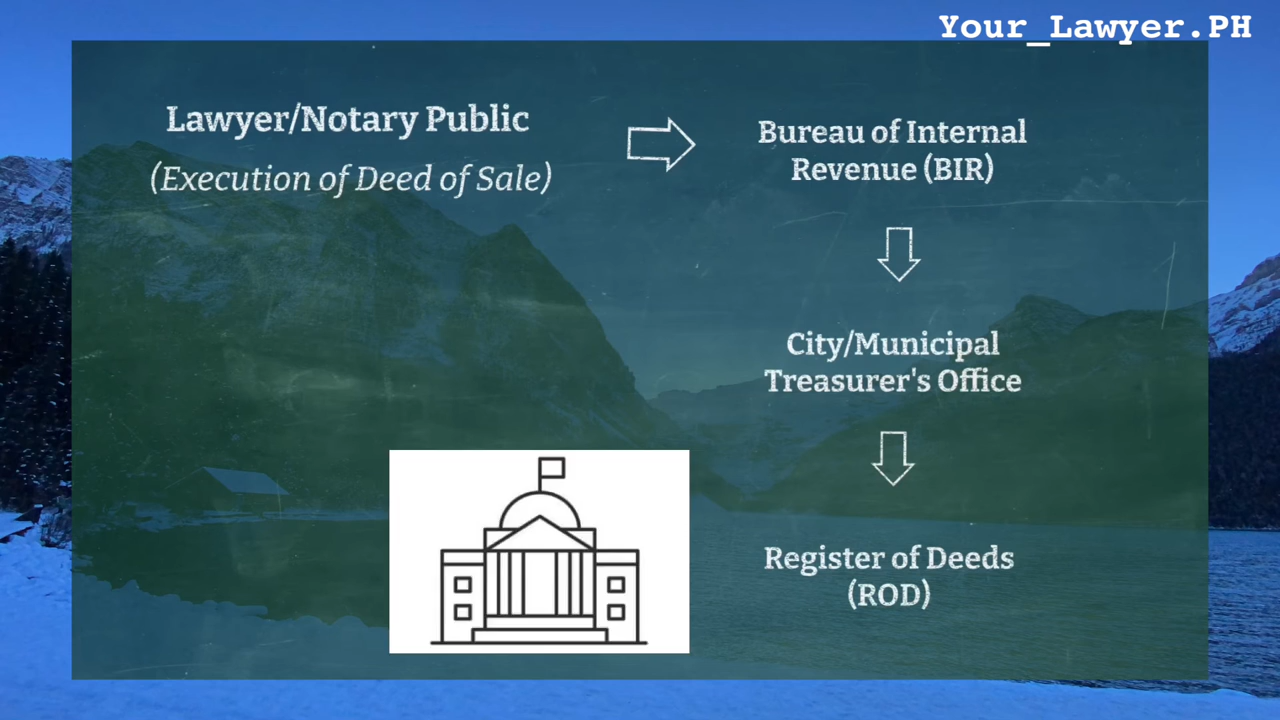 Your_Lawyer.PH
Lawyer/Notary Public
(Execution of Deed of Sale)
Bureau of Internal
Revenue (BIR)
City/Municipal
Treasurer's Office
Register of Deeds
(ROD)